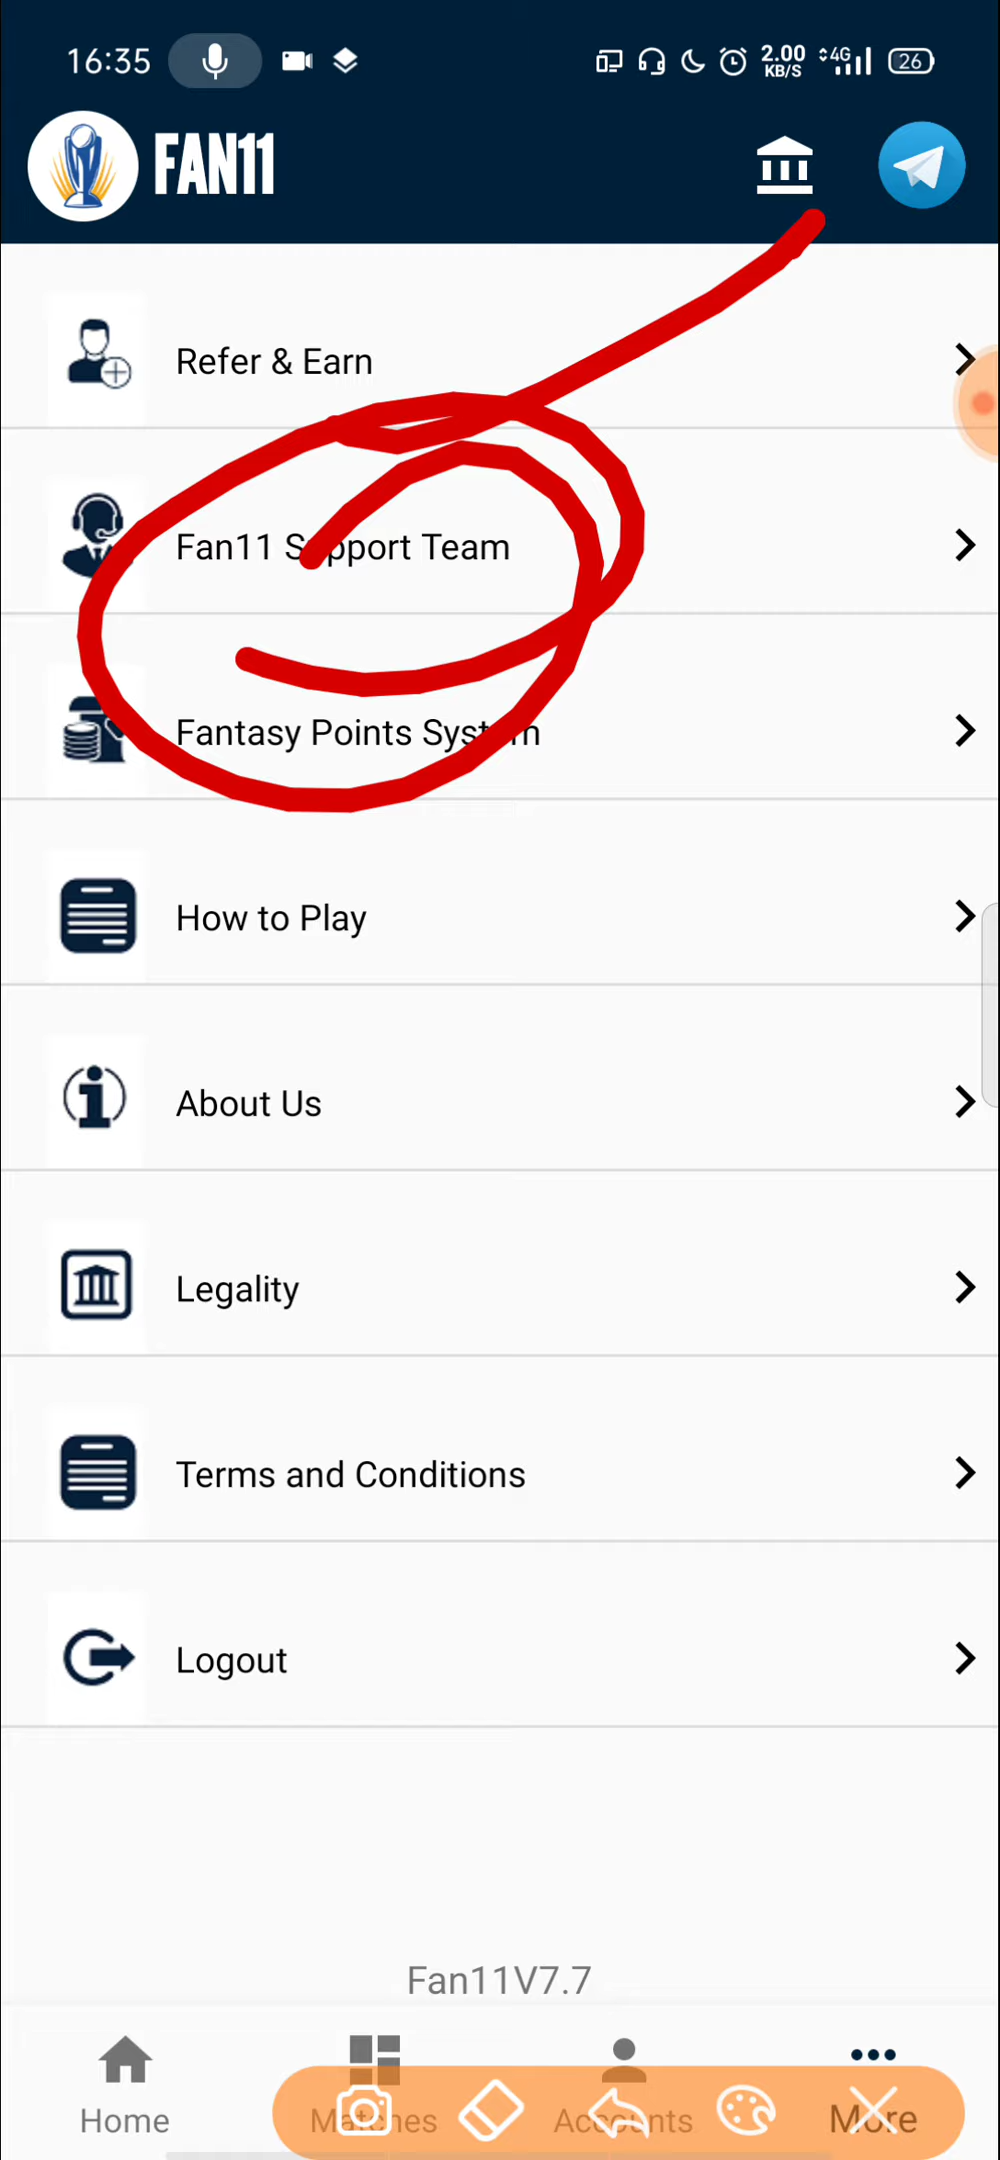 16:35
2.00
KB/S
4G
26
FAN11
Refer & Earn
Fan11 Support Team
Fantasy Points System
How to Play
About Us
Legality
Terms and Conditions
Logout
Fan11V7.7
Home
Matches
Accounts
More